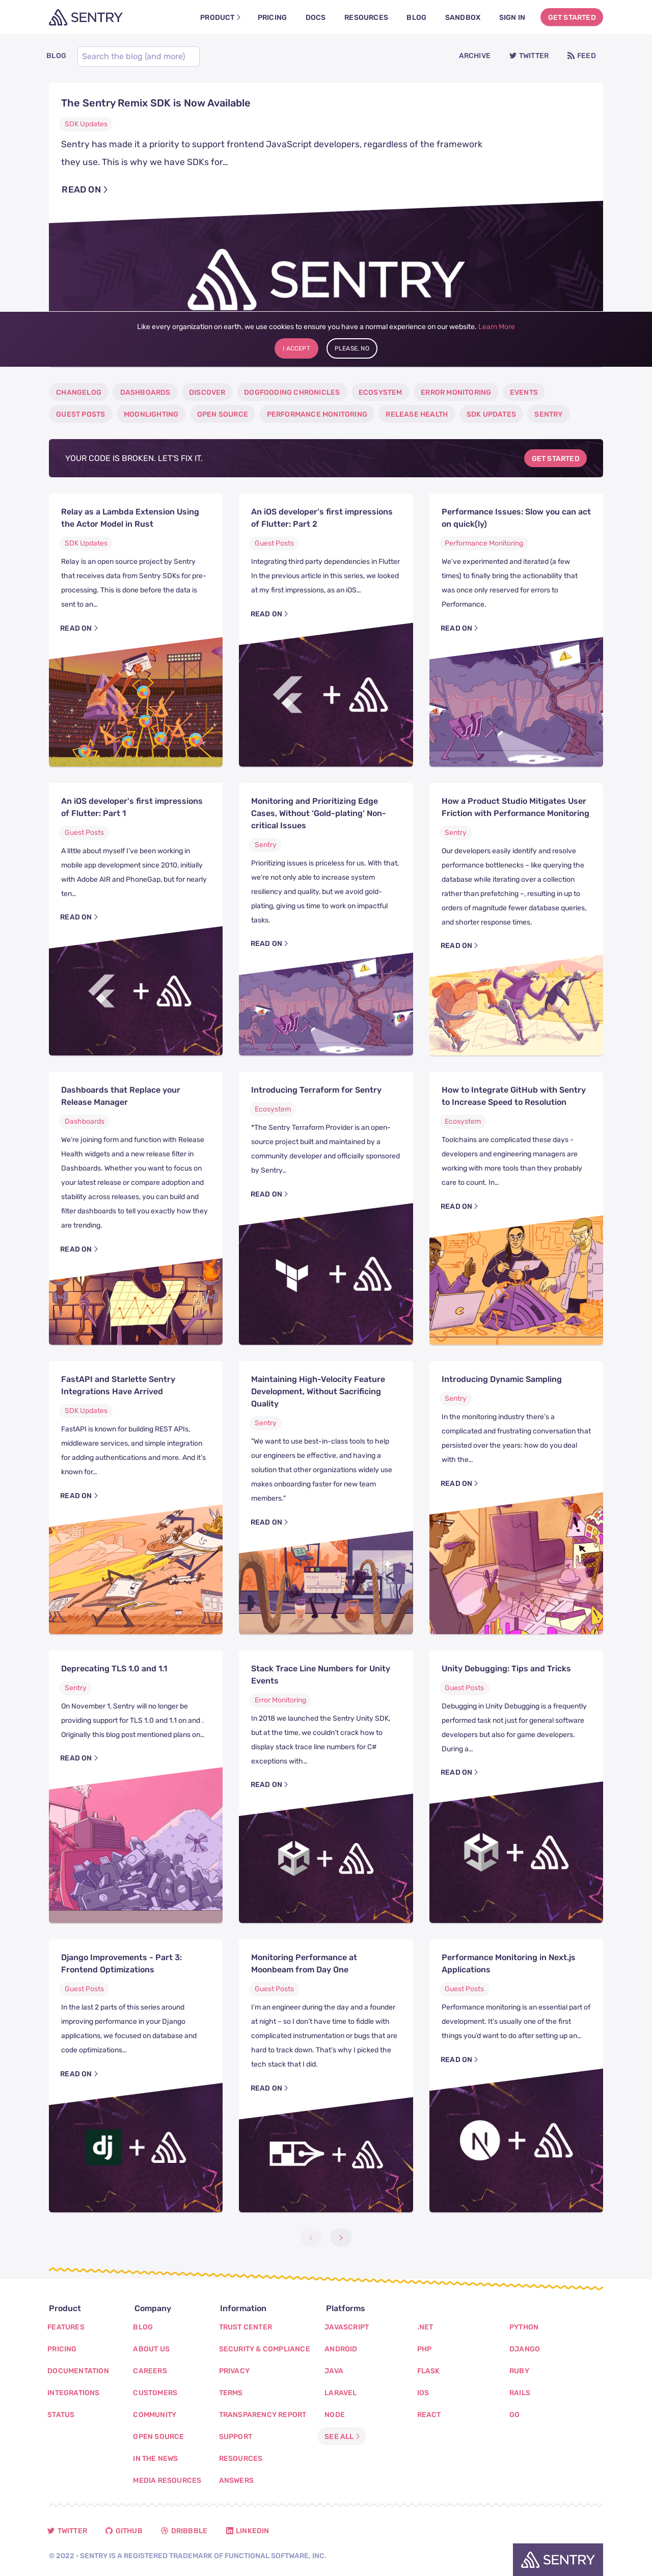 SENTRY
PRODUCT
PRICING
DOCS
RESOURCES
BLOG
SANDBOX
SIGN IN
GET STARTED
BLOG
Search the blog (and more)
ARCHIVE
TWITTER
FEED
The Sentry Remix SDK is Now Available
SDK Updates
Sentry has made it a priority to support frontend JavaScript developers, regardless of the framework
they use. This is why we have SDKs for...
READ ON
SENTRY
Like every organization on earth, we use cookies to ensure you have a normal experience on our website. Learn More
I ACCEPT
PLEASE, NO
CHANGELOG
DASHBOARDS
DISCOVER
DOGFOODING CHRONICLES
ECOSYSTEM
ERROR MONITORING
EVENTS
GUEST POSTS
MOONLIGHTING
OPEN SOURCE
PERFORMANCE MONITORING
RELEASE HEALTH
SDK UPDATES
SENTRY
YOUR CODE IS BROKEN. LET'S FIX IT.
GET STARTED
Relay as a Lambda Extension Using
the Actor Model in Rust
SDK Updates
Relay is an open source project by Sentry
that receives data from Sentry SDKs for pre-
processing. This is done before the data is
sent to an...
READ ON
An iOS developer's first impressions
of Flutter: Part 2
Guest Posts
Integrating third party dependencies in Flutter
In the previous article in this series, we looked
at my first impressions, as an iOS...
READ ON
Performance Issues: Slow you can act
on quick(ly)
Performance Monitoring
We've experimented and iterated (a few
times) to finally bring the actionability that
was once only reserved for errors to
Performance.
READ ON
An iOS developer's first impressions
of Flutter: Part 1
Guest Posts
A little about myself I've been working in
mobile app development since 2010, initially
with Adobe AIR and PhoneGap, but for nearly
ten...
READ ON
Monitoring and Prioritizing Edge
Cases, Without 'Gold-plating' Non-
critical Issues
Sentry
Prioritizing issues is priceless for us. With that,
we're not only able to increase system
resiliency and quality, but we avoid gold-
plating, giving us time to work on impactful
tasks.
READ ON
How a Product Studio Mitigates User
Friction with Performance Monitoring
Sentry
Our developers easily identify and resolve
performance bottlenecks – like querying the
database while iterating over a collection
rather than prefetching –, resulting in up to
orders of magnitude fewer database queries,
and shorter response times.
READ ON
Dashboards that Replace your
Release Manager
Dashboards
We're joining form and function with Release
Health widgets and a new release filter in
Dashboards. Whether you want to focus on
your latest release or compare adoption and
stability across releases, you can build and
filter dashboards to tell you exactly how they
are trending.
READ ON
Introducing Terraform for Sentry
Ecosystem
*The Sentry Terraform Provider is an open-
source project built and maintained by a
community developer and officially sponsored
by Sentry...
READ ON
How to Integrate GitHub with Sentry
to Increase Speed to Resolution
Ecosystem
Toolchains are complicated these days -
developers and engineering managers are
working with more tools than they probably
care to count. In...
READ ON
FastAPI and Starlette Sentry
Integrations Have Arrived
SDK Updates
FastAPI is known for building REST APIs,
middleware services, and simple integration
for adding authentications and more. And it's
known for...
READ ON
Maintaining High-Velocity Feature
Development, Without Sacrificing
Quality
Sentry
"We want to use best-in-class tools to help
our engineers be effective, and having a
solution that other organizations widely use
makes onboarding faster for new team
members."
READ ON
Introducing Dynamic Sampling
Sentry
In the monitoring industry there's a
complicated and frustrating conversation that
persisted over the years: how do you deal
with the...
READ ON
Deprecating TLS 1.0 and 1.1
Sentry
On November 1, Sentry will no longer be
providing support for TLS 1.0 and 1.1 on and .
Originally this blog post mentioned plans on...
READ ON
Stack Trace Line Numbers for Unity
Events
Error Monitoring
In 2018 we launched the Sentry Unity SDK,
but at the time, we couldn't crack how to
display stack trace line numbers for C#
exceptions with...
READ ON
Unity Debugging: Tips and Tricks
Guest Posts
Debugging in Unity Debugging is a frequently
performed task not just for general software
developers but also for game developers.
During a...
READ ON
Django Improvements - Part 3:
Frontend Optimizations
Guest Posts
In the last 2 parts of this series around
improving performance in your Django
applications, we focused on database and
code optimizations...
READ ON
dj
Monitoring Performance at
Moonbeam from Day One
Guest Posts
I'm an engineer during the day and a founder
at night – so I don't have time to fiddle with
complicated instrumentation or bugs that are
hard to track down. That's why I picked the
tech stack that I did.
READ ON
Performance Monitoring in Next.js
Applications
Guest Posts
Performance monitoring is an essential part of
development. It's usually one of the first
things you'd want to do after setting up an...
READ ON
N
Product
FEATURES
PRICING
DOCUMENTATION
INTEGRATIONS
STATUS
Company
BLOG
ABOUT US
CAREERS
CUSTOMERS
COMMUNITY
OPEN SOURCE
IN THE NEWS
MEDIA RESOURCES
Information
TRUST CENTER
SECURITY & COMPLIANCE
PRIVACY
TERMS
TRANSPARENCY REPORT
SUPPORT
RESOURCES
ANSWERS
Platforms
JAVASCRIPT
ANDROID
JAVA
LARAVEL
NODE
SEE ALL
.NET
PHP
FLASK
IOS
REACT
PYTHON
DJANGO
RUBY
RAILS
GO
TWITTER
GITHUB
DRIBBBLE
LINKEDIN
© 2022 • SENTRY IS A REGISTERED TRADEMARK OF FUNCTIONAL SOFTWARE, INC.
SENTRY